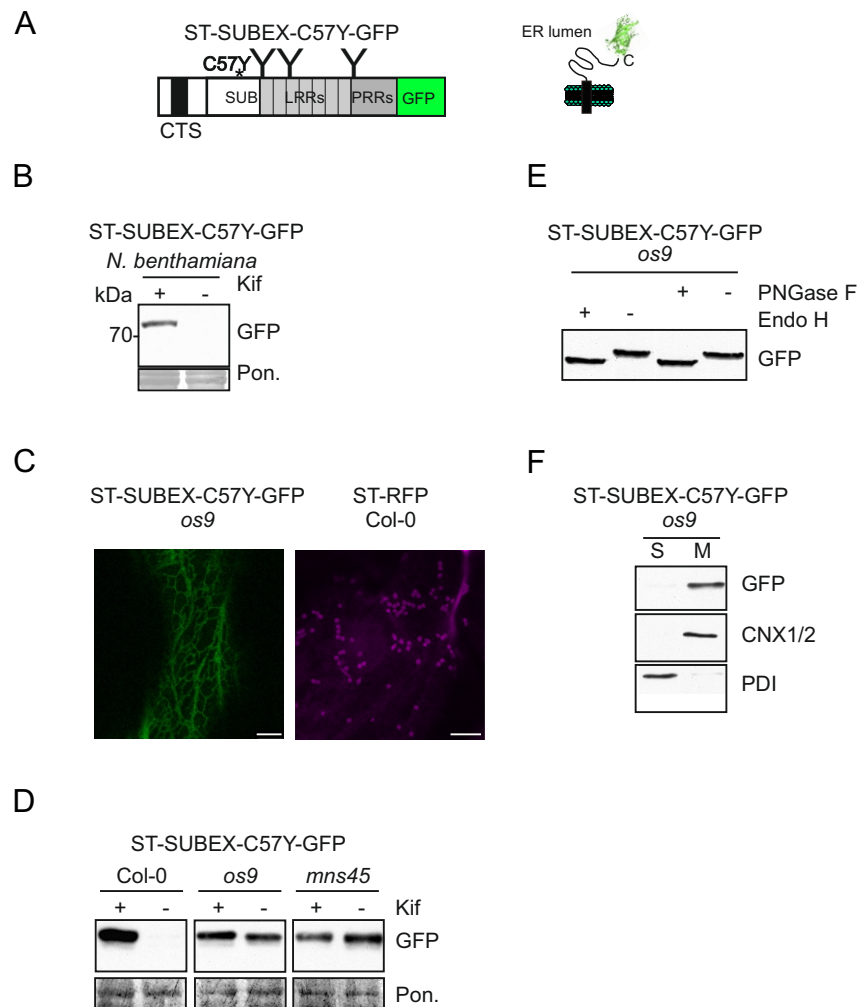 A
ST-SUBEX-C57Y-GFP
C57Y
*
SUB LRRs PRRs GFP
CTS
ER lumen
C
B
ST-SUBEX-C57Y-GFP
N. benthamiana
kDa + - Kif
70-
GFP
Pon.
E
ST-SUBEX-C57Y-GFP
os9
+ - PNGase F
+ - Endo H
GFP
C
ST-SUBEX-C57Y-GFP
os9
ST-RFP
Col-0
F
ST-SUBEX-C57Y-GFP
os9
S M
GFP
CNX1/2
PDI
D
ST-SUBEX-C57Y-GFP
Col-0 os9 mns45
+ - + - + - Kif
GFP
Pon.